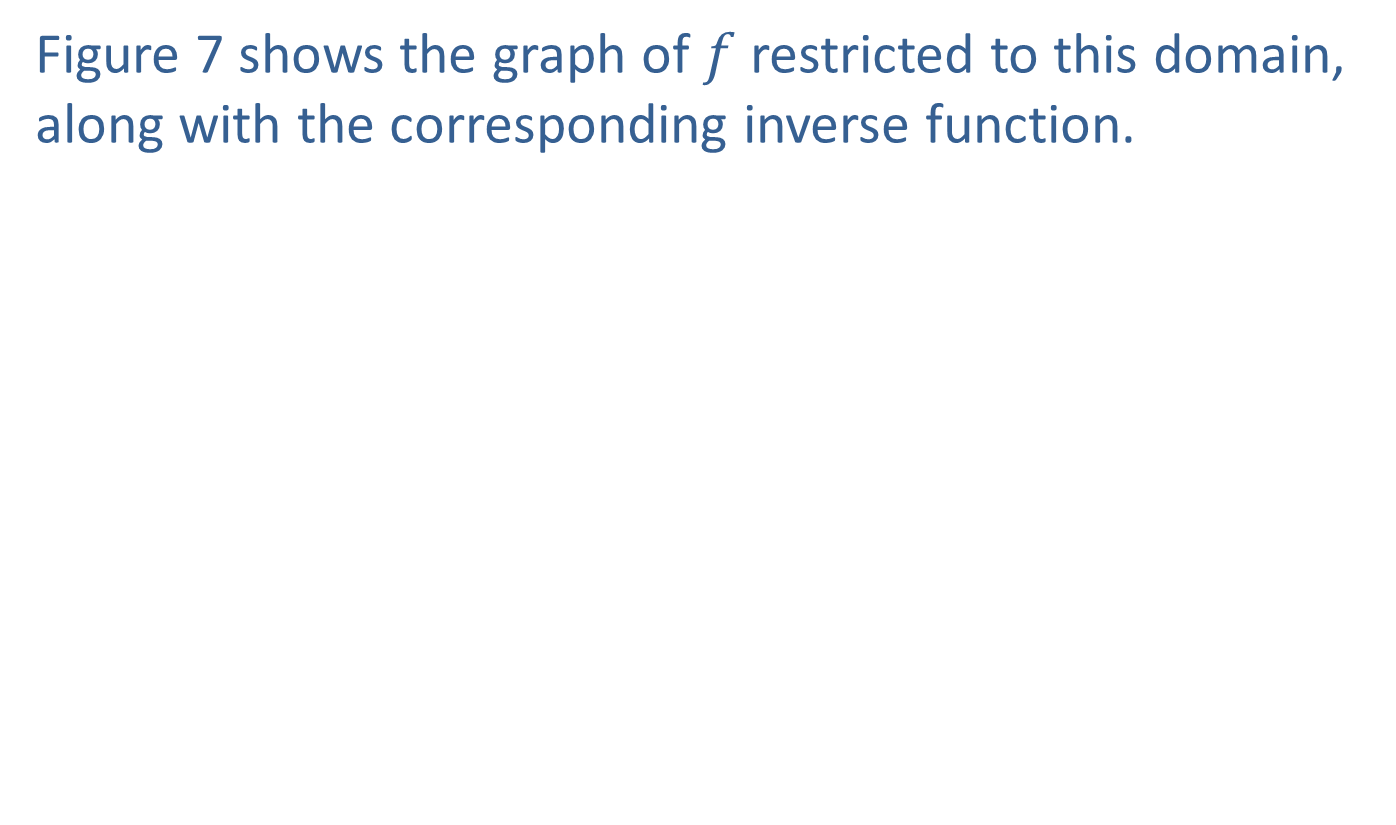 Figure 7 shows the graph of f restricted to this domain,
along with the corresponding inverse function.